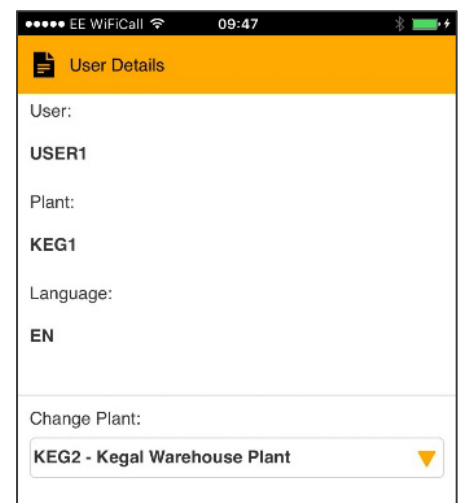 EE WiFiCall 09:47
User Details
User:
USER1
Plant:
KEG1
Language:
EN
Change Plant:
KEG2 - Kegal Warehouse Plant